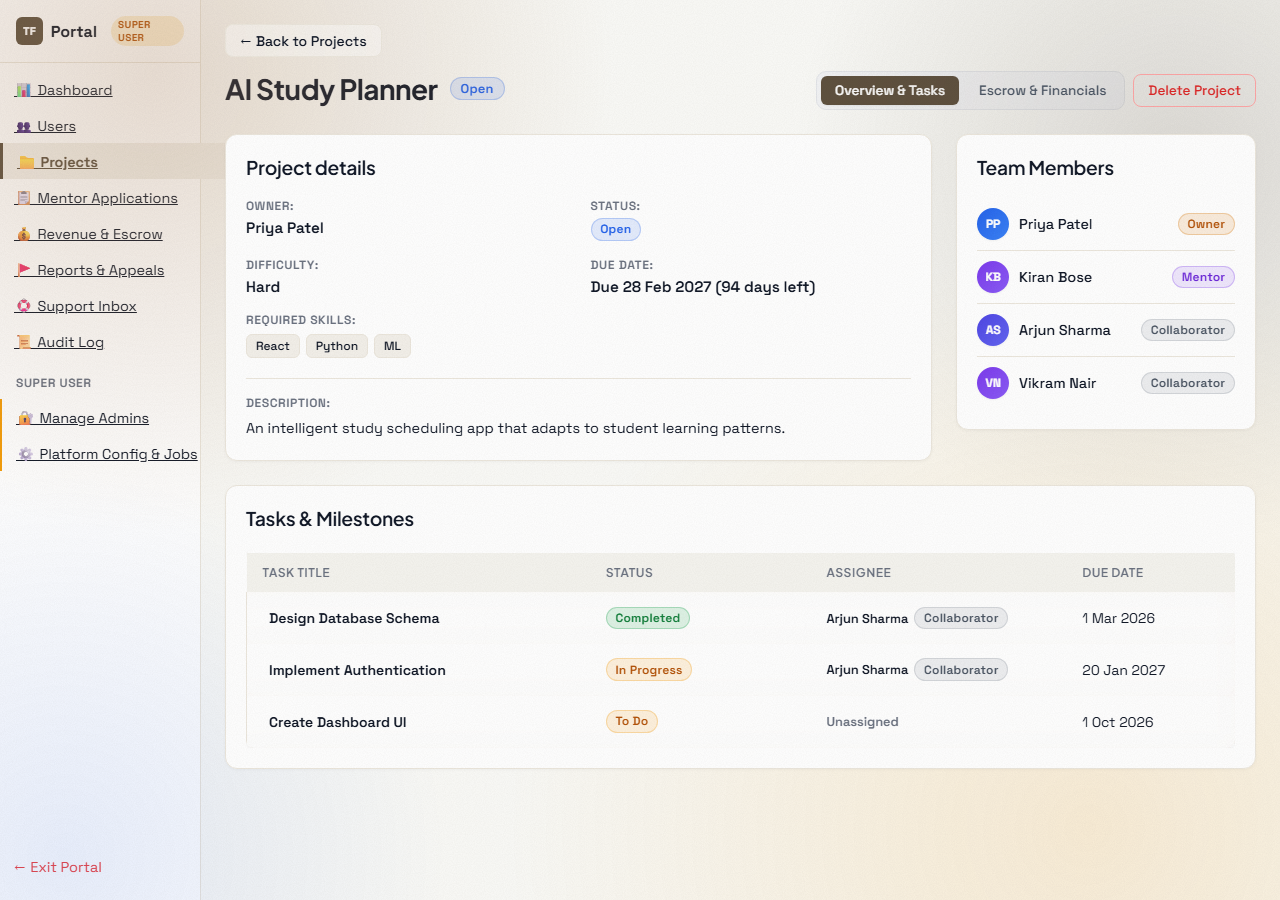 TF Portal SUPER USER
Dashboard
Users
Projects
Mentor Applications
Revenue & Escrow
Reports & Appeals
Support Inbox
Audit Log
SUPER USER
Manage Admins
Platform Config & Jobs
← Exit Portal
← Back to Projects
AI Study Planner Open
Overview & Tasks Escrow & Financials Delete Project
Project details
OWNER: STATUS:
Priya Patel Open
DIFFICULTY: DUE DATE:
Hard Due 28 Feb 2027 (94 days left)
REQUIRED SKILLS:
React Python ML
DESCRIPTION:
An intelligent study scheduling app that adapts to student learning patterns.
Team Members
PP Priya Patel Owner
KB Kiran Bose Mentor
AS Arjun Sharma Collaborator
VN Vikram Nair Collaborator
Tasks & Milestones
TASK TITLE STATUS ASSIGNEE DUE DATE
Design Database Schema Completed Arjun Sharma Collaborator 1 Mar 2026
Implement Authentication In Progress Arjun Sharma Collaborator 20 Jan 2027
Create Dashboard UI To Do Unassigned 1 Oct 2026